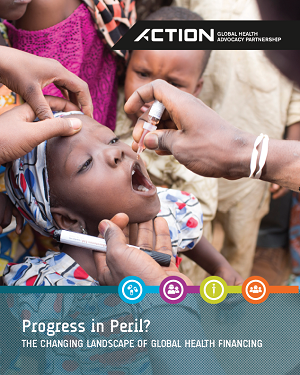 ACTION
GLOBAL HEALTH
ADVOCACY PARTNERSHIP
Progress in Peril?
THE CHANGING LANDSCAPE OF GLOBAL HEALTH FINANCING